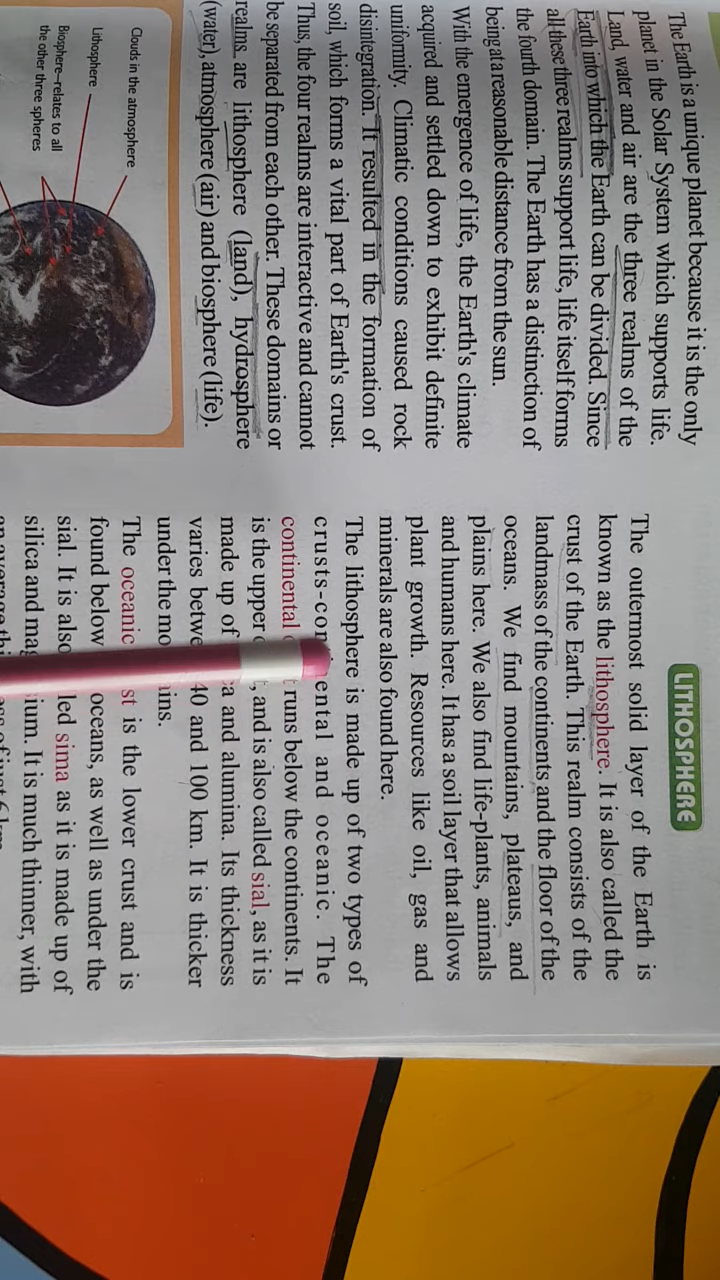 The Earth is a unique planet because it is the only
planet in the Solar System which supports life.
Land, water and air are the three realms of the
Earth into which the Earth can be divided. Since
all these three realms support life, life itself forms
the fourth domain. The Earth has a distinction of
being at a reasonable distance from the sun.
With the emergence of life, the Earth's climate
acquired and settled down to exhibit definite
uniformity. Climatic conditions caused rock
disintegration. It resulted in the formation of
soil, which forms a vital part of Earth's crust.
Thus, the four realms are interactive and cannot
be separated from each other. These domains or
realms are lithosphere (land), hydrosphere
(water), atmosphere (air) and biosphere (life).
Clouds in the atmosphere
Lithosphere
Biosphere–relates to all
the other three spheres
LITHOSPHERE
The outermost solid layer of the Earth is
known as the lithosphere. It is also called the
crust of the Earth. This realm consists of the
landmass of the continents and the floor of the
oceans. We find mountains, plateaus, and
plains here. We also find life-plants, animals
and humans here. It has a soil layer that allows
plant growth. Resources like oil, gas and
minerals are also found here.
The lithosphere is made up of two types of
crusts-continental and oceanic. The
continental runs below the continents. It
is the upper and is also called sial, as it is
made up of and alumina. Its thickness
varies 40 and 100 km. It is thicker
under the
The oceanic is the lower crust and is
found below oceans, as well as under the
sial. It is also sima as it is made up of
silica and It is much thinner, with